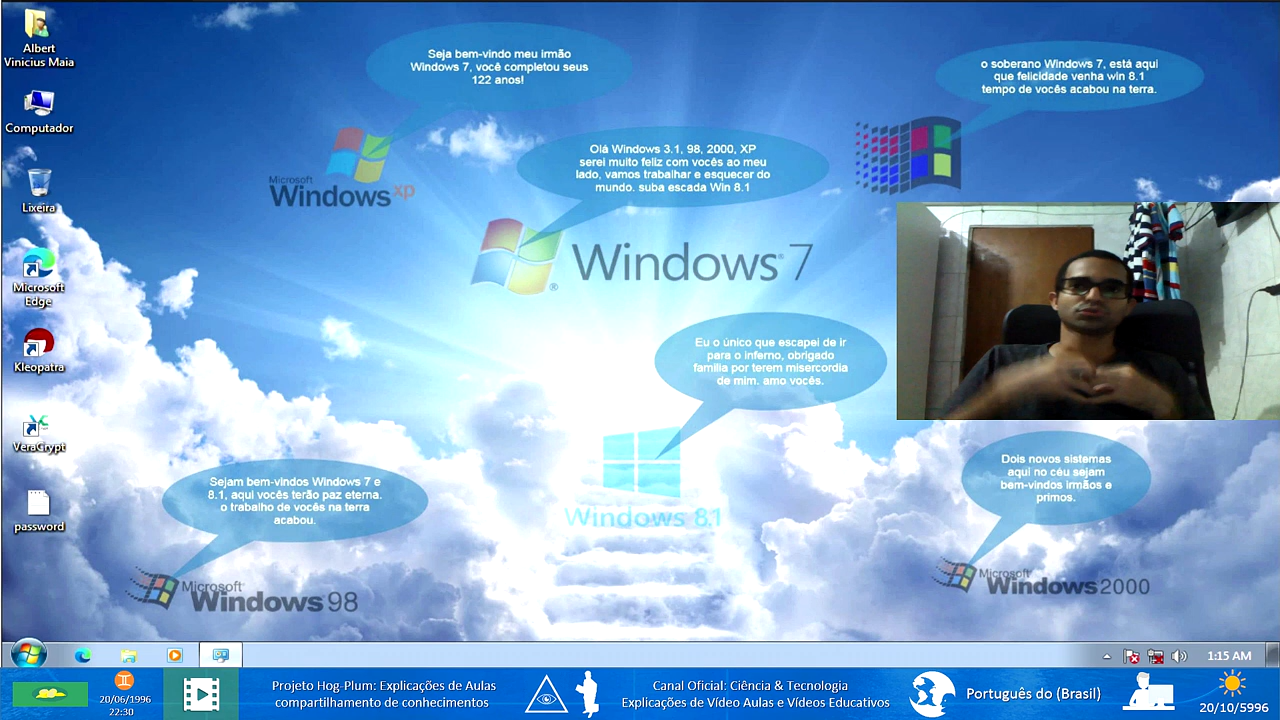 Albert
Vinicius Maia
Computador
Lixeira
Microsoft
Edge
Kleopatra
VeraCrypt
password
Seja bem-vindo meu irmão
Windows 7, você completou seus
122 anos!
o soberano Windows 7, está aqui
que felicidade venha win 8.1
tempo de vocês acabou na terra.
Olá Windows 3.1, 98, 2000, XP
serei muito feliz com vocês ao meu
lado, vamos trabalhar e esquecer do
mundo. suba escada Win 8.1
Microsoft
Windows xp
Windows® 7
Eu o único que escapei de ir
para o inferno, obrigado
familia por terem misercordia
de mim. amo vocês.
Windows 8.1
Sejam bem-vindos Windows 7 e
8.1, aqui vocês terão paz eterna.
o trabalho de vocês na terra
acabou.
Microsoft
Windows 98
Dois novos sistemas
aqui no céu sejam
bem-vindos irmãos e
primos.
Microsoft
Windows 2000
1:15 AM
20/06/1996
22:30
Projeto Hog-Plum: Explicações de Aulas
compartilhamento de conhecimentos
Canal Oficial: Ciência & Tecnologia
Explicações de Vídeo Aulas e Vídeos Educativos
Português do (Brasil)
20/10/5996